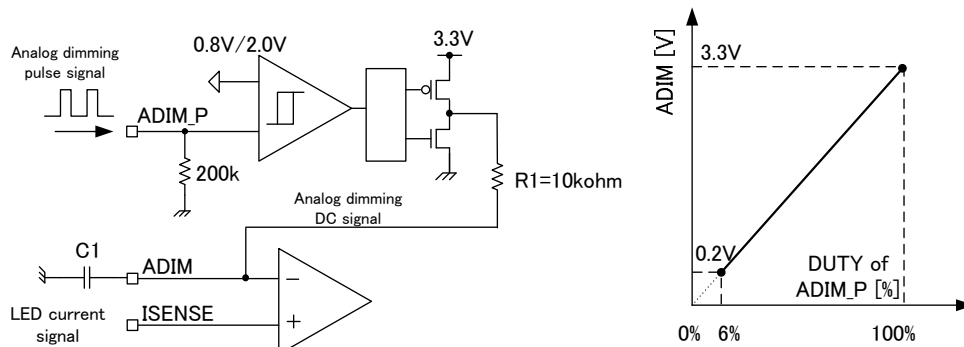 Analog dimming
pulse signal
0.8V/2.0V
3.3V
ADIM_P
200k
R1=10kohm
Analog dimming
DC signal
C1
ADIM
−
LED current
signal
ISENSE
+
ADIM [V]
3.3V
0.2V
DUTY of
ADIM_P [%]
0%
6%
100%